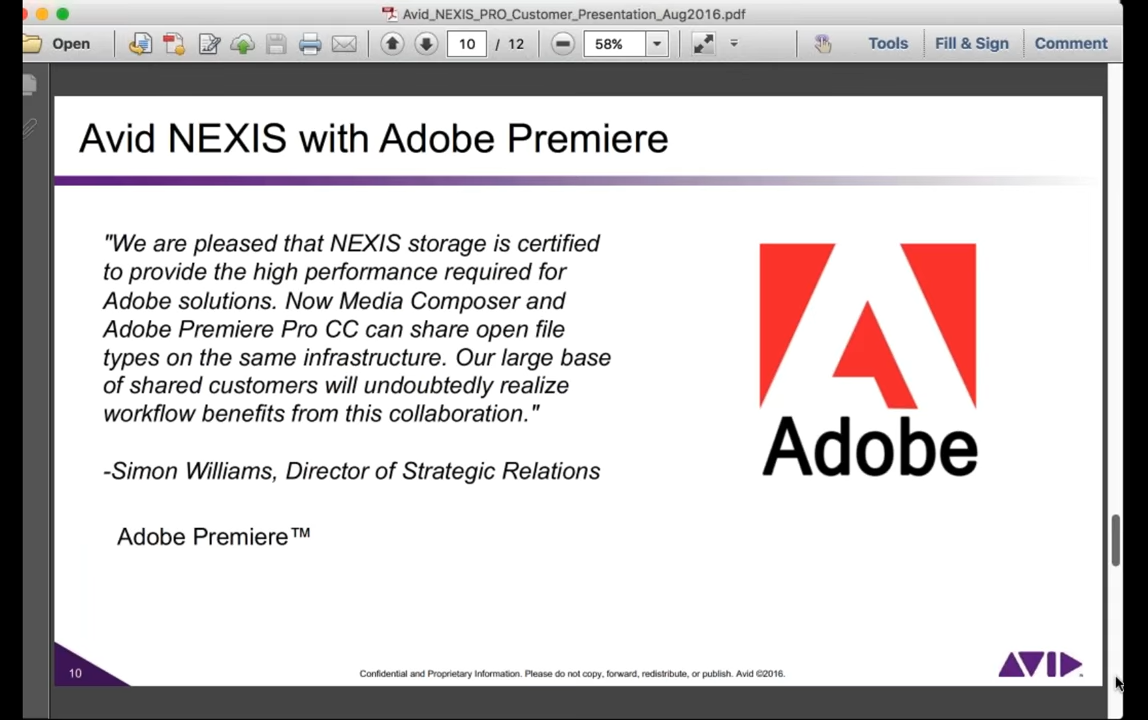 Avid_NEXIS_PRO_Customer_Presentation_Aug2016.pdf
Open 10 / 12 58% Tools Fill & Sign Comment
Avid NEXIS with Adobe Premiere
"We are pleased that NEXIS storage is certified
to provide the high performance required for
Adobe solutions. Now Media Composer and
Adobe Premiere Pro CC can share open file
types on the same infrastructure. Our large base
of shared customers will undoubtedly realize
workflow benefits from this collaboration."
-Simon Williams, Director of Strategic Relations
Adobe Premiere™
Adobe
10
Confidential and Proprietary Information. Please do not copy, forward, redistribute, or publish. Avid ©2016.
AVID